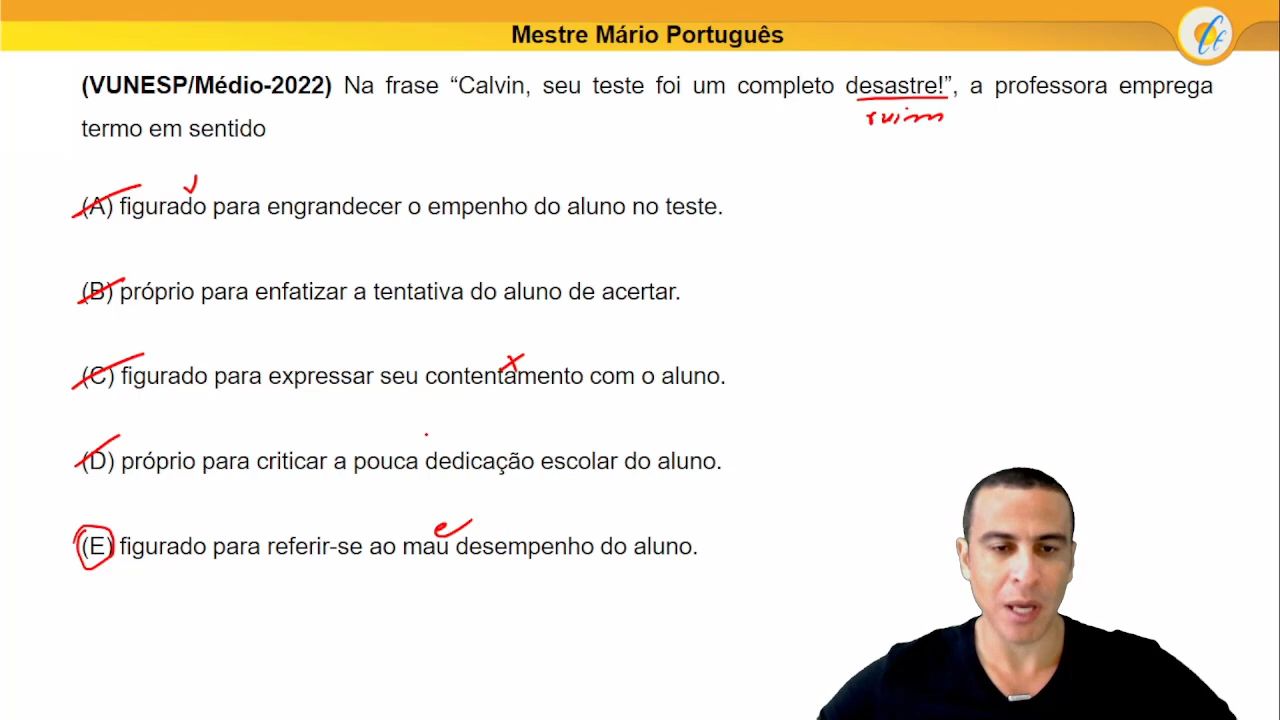 Mestre Mário Português
(VUNESP/Médio-2022) Na frase “Calvin, seu teste foi um completo desastre!”, a professora emprega
ruim
termo em sentido
(A) figurado para engrandecer o empenho do aluno no teste.
(B) próprio para enfatizar a tentativa do aluno de acertar.
(C) figurado para expressar seu contentamento com o aluno.
(D) próprio para criticar a pouca dedicação escolar do aluno.
(E) figurado para referir-se ao mau desempenho do aluno.